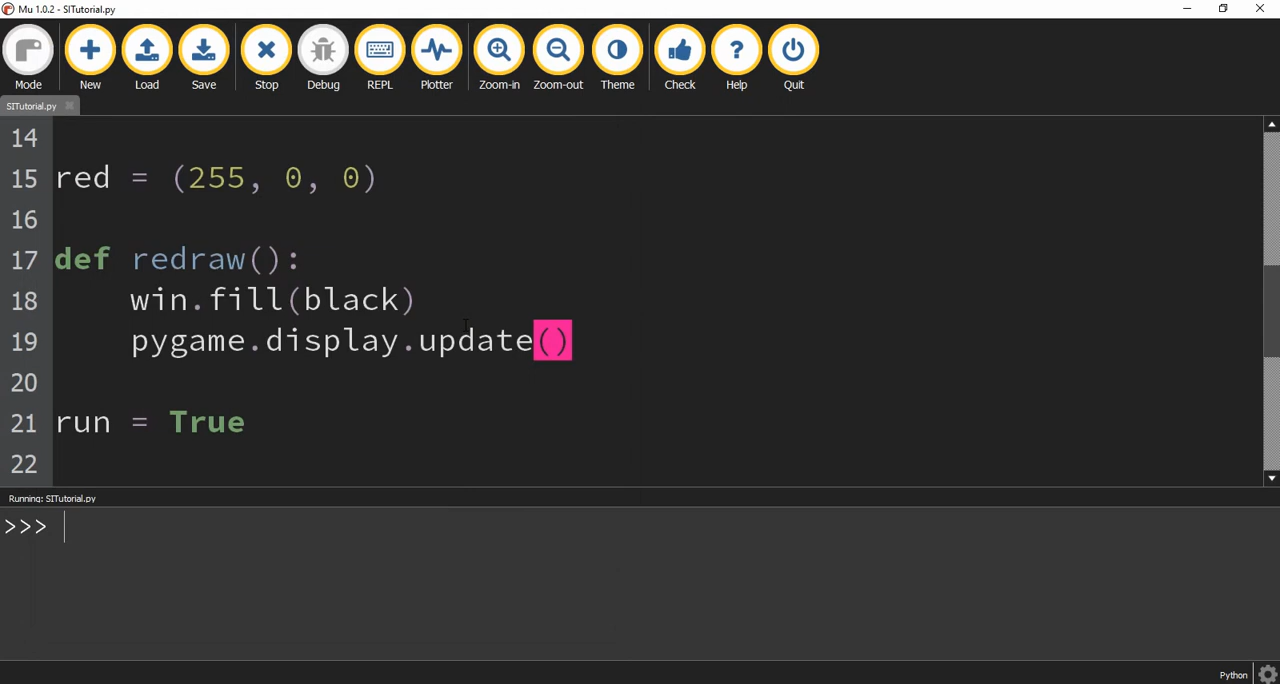 Mu 1.0.2 - SITutorial.py
Mode New Load Save Stop Debug REPL Plotter Zoom-in Zoom-out Theme Check Help Quit
SITutorial.py
14
15 red = (255, 0, 0)
16
17 def redraw():
18     win.fill(black)
19     pygame.display.update()
20
21 run = True
22
Running: SITutorial.py
>>>
Python